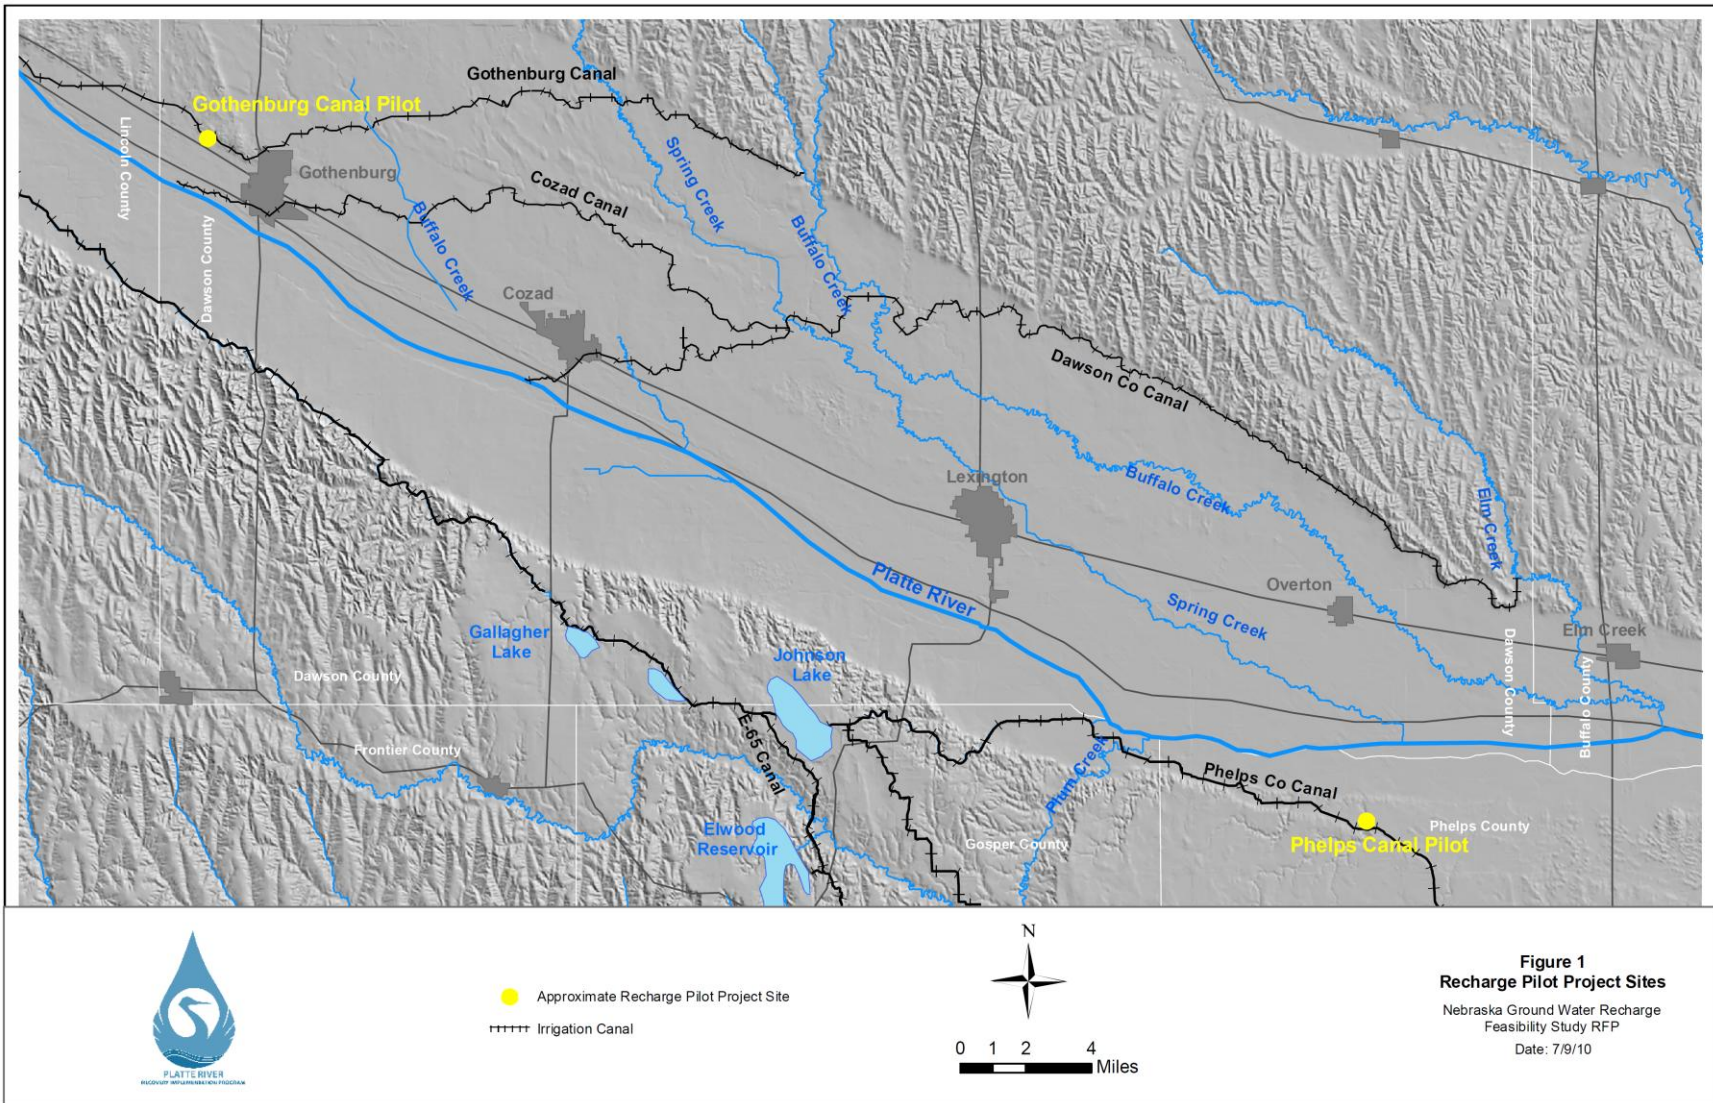 Gothenburg Canal
Gothenburg Canal Pilot
Lincoln County
Gothenburg
Spring Creek
Cozad Canal
Buffalo Creek
Buffalo Creek
Dawson County
Cozad
Dawson Co Canal
Lexington
Buffalo Creek
Elm Creek
Platte River
Overton
Spring Creek
Gallagher
Lake
Johnson
Lake
Elm Creek
Dawson County
Dawson County
Buffalo County
Frontier County
E-65 Canal
Plum Creek
Phelps Co Canal
Elwood
Reservoir
Gosper County
Phelps County
Phelps Canal Pilot
PLATTE RIVER
RECOVERY IMPLEMENTATION PROGRAM
Approximate Recharge Pilot Project Site
Irrigation Canal
N
0 1 2 4
Miles
Figure 1
Recharge Pilot Project Sites
Nebraska Ground Water Recharge
Feasibility Study RFP
Date: 7/9/10